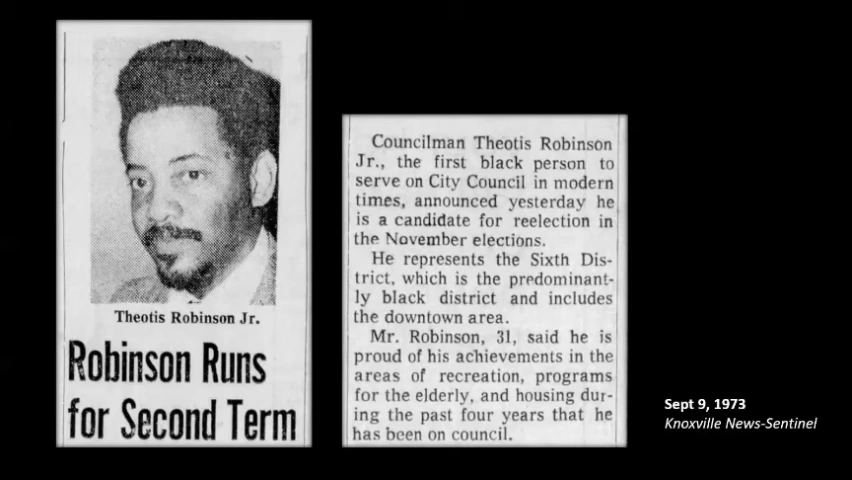 Theotis Robinson Jr.
Robinson Runs
for Second Term
Councilman Theotis Robinson
Jr., the first black person to
serve on City Council in modern
times, announced yesterday he
is a candidate for reelection in
the November elections.
He represents the Sixth Dis-
trict, which is the predominant-
ly black district and includes
the downtown area.
Mr. Robinson, 31, said he is
proud of his achievements in the
areas of recreation, programs
for the elderly, and housing dur-
ing the past four years that he
has been on council.
Sept 9, 1973
Knoxville News-Sentinel